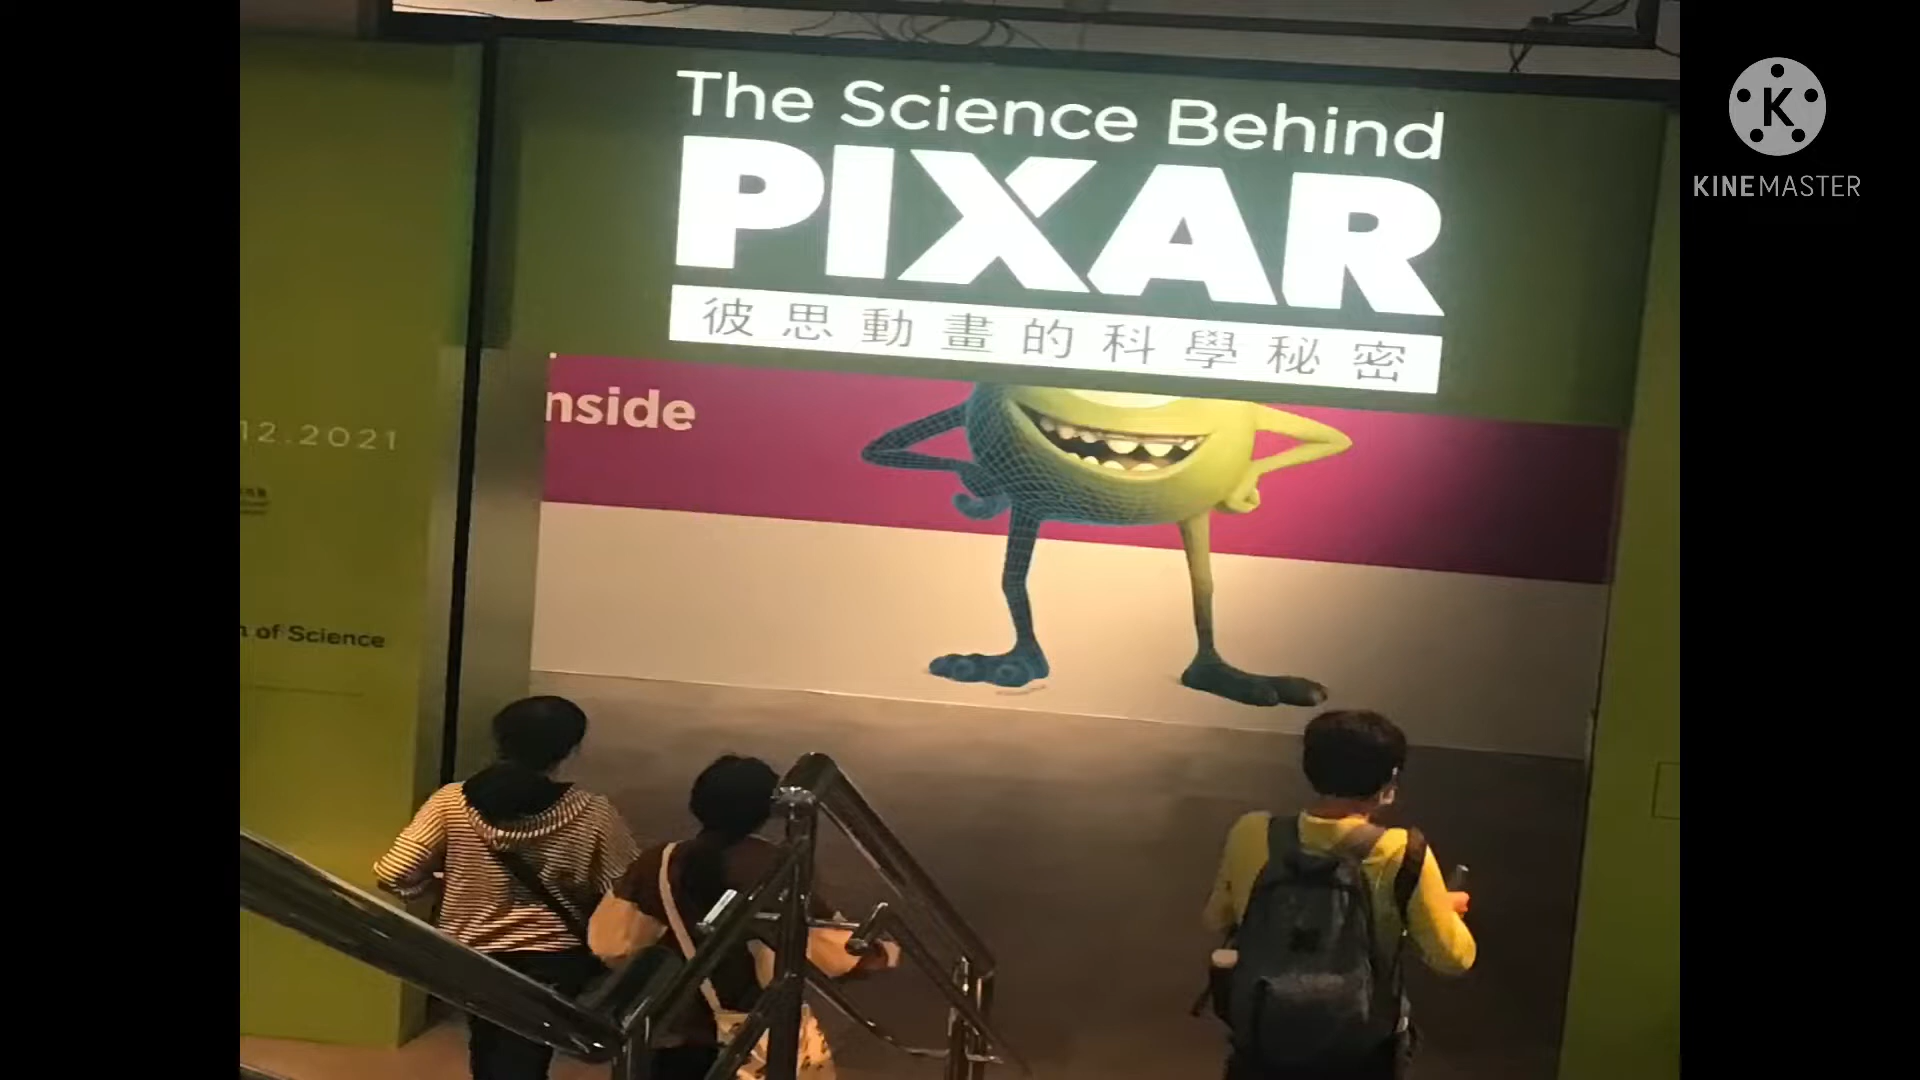 The Science Behind
PIXAR
彼思動畫的科學秘密
nside
12.2021
of Science
K
KINEMASTER